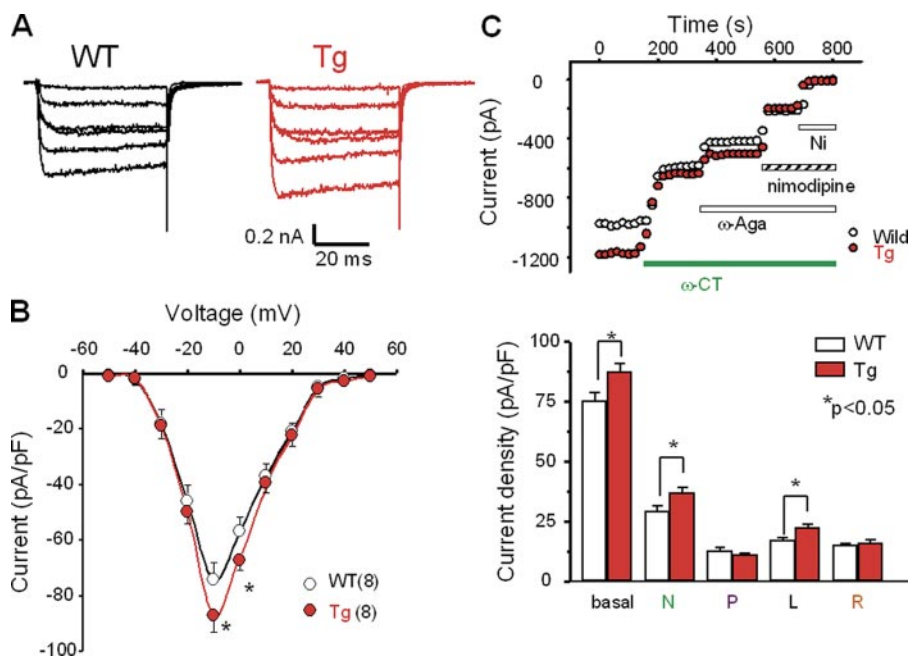 A
WT
Tg
0.2 nA
20 ms
B
Voltage (mV)
-60 -40 -20 0 20 40 60
0
-20
-40
-60
-80
-100
Current (pA/pF)
WT(8)
Tg (8)
*
*
C
Time (s)
0 200 400 600 800
0
-400
-800
-1200
Current (pA)
Ni
nimodipine
ω-Aga
Wild
Tg
ω-CT
100
75
50
25
0
Current density (pA/pF)
WT
Tg
*p<0.05
*
*
*
basal N P L R